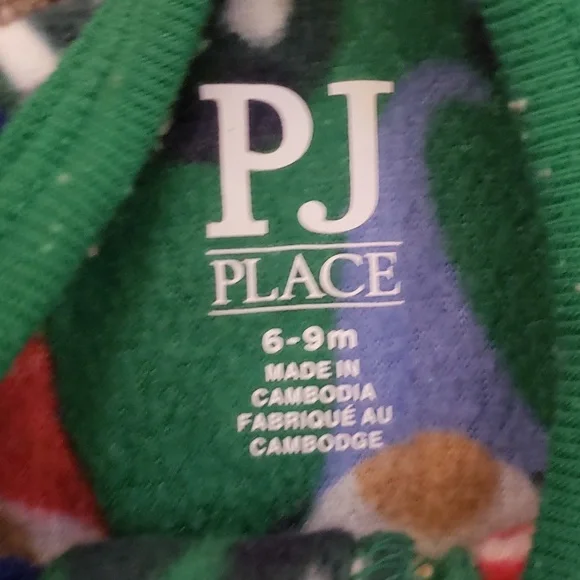 PJ
PLACE
6-9m
MADE IN
CAMBODIA
FABRIQUÉ AU
CAMBODGE